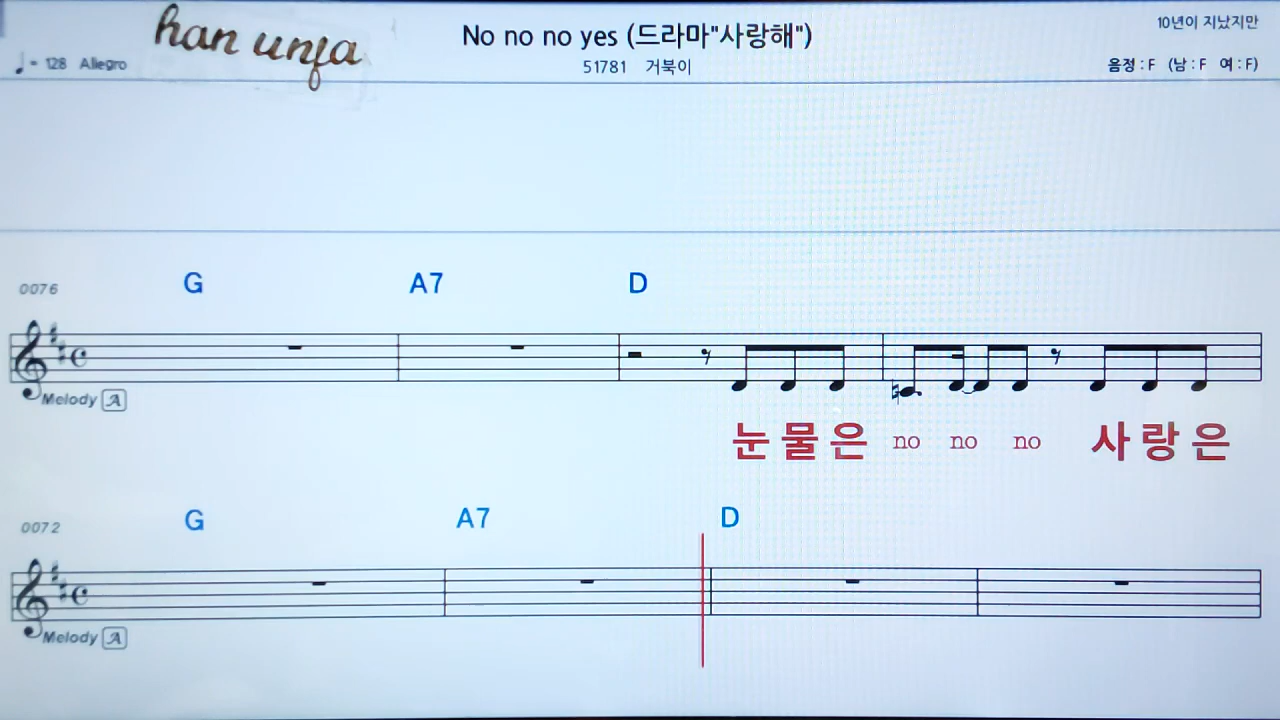 han unfa
No no no yes (드라마"사랑해")
10년이 지났지만
♩= 128 Allegro
51781 거북이
음정 : F (남 : F 여 : F)
0076
G A7 D
Melody A
눈물은 no no no 사랑은
0072
G A7 D
Melody A